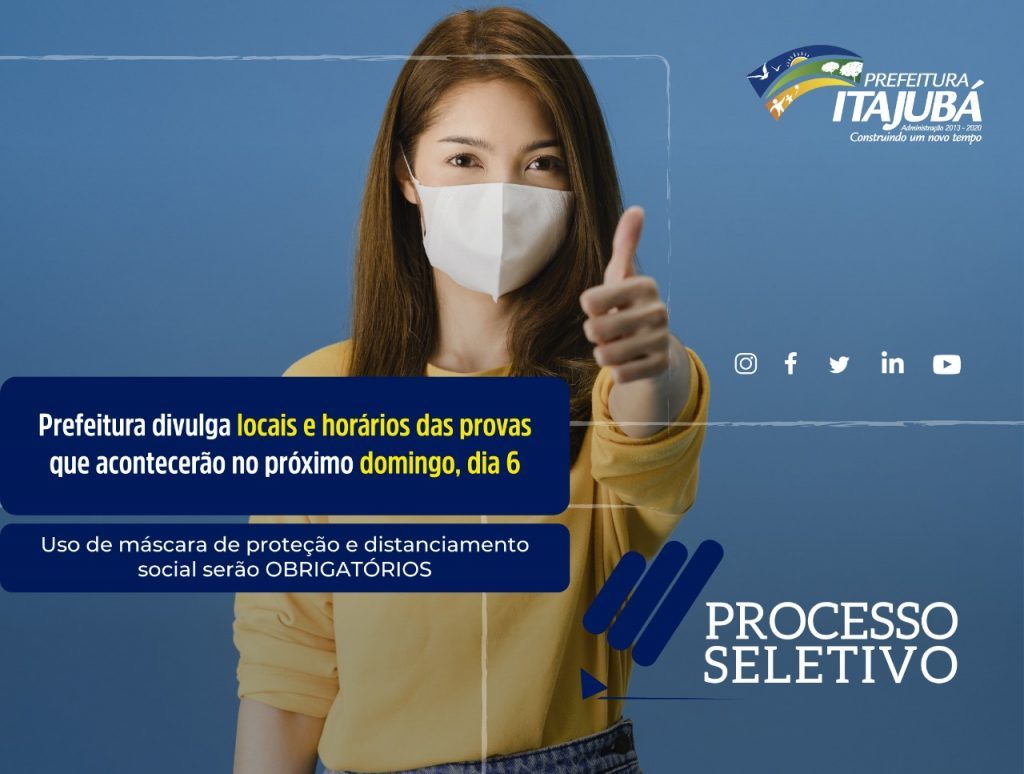 PREFEITURA
ITAJUBÁ
Administração 2013 - 2020
Construindo um novo tempo
Prefeitura divulga locais e horários das provas
que acontecerão no próximo domingo, dia 6
Uso de máscara de proteção e distanciamento
social serão OBRIGATÓRIOS
PROCESSO
SELETIVO